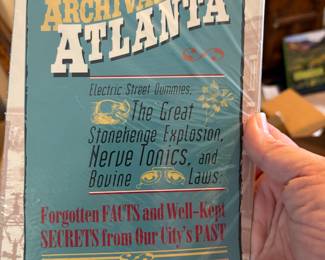 ARCHIVAL
ATLANTA
Electric Street Dummies,
The Great
Stonehenge Explosion,
Nerve Tonics, and
Bovine Laws:
Forgotten FACTS and Well-Kept
SECRETS from Our City's PAST